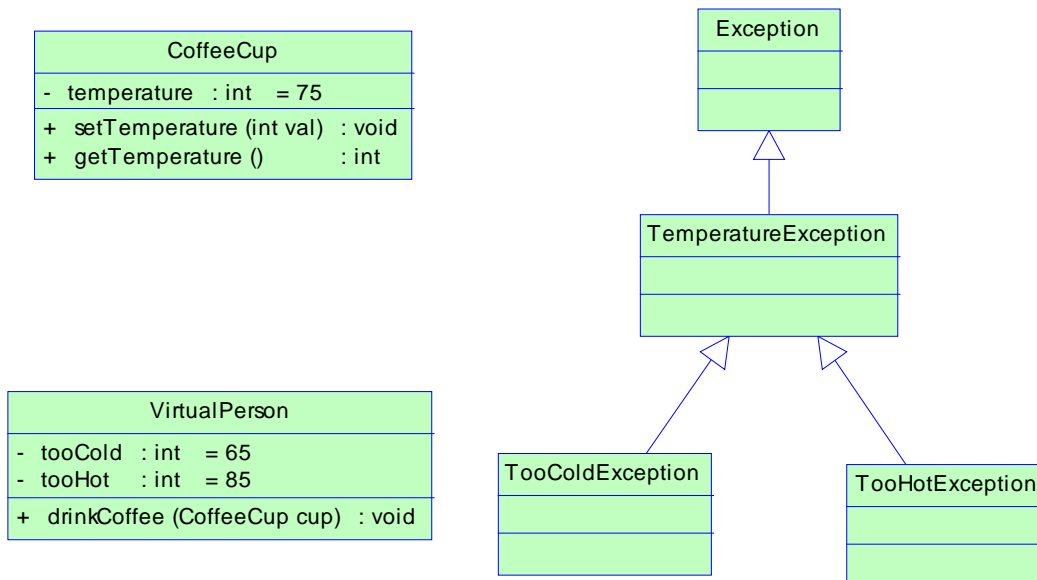 CoffeeCup
- temperature : int = 75
+ setTemperature (int val) : void
+ getTemperature () : int
Exception
TemperatureException
VirtualPerson
- tooCold : int = 65
- tooHot : int = 85
+ drinkCoffee (CoffeeCup cup) : void
TooColdException
TooHotException